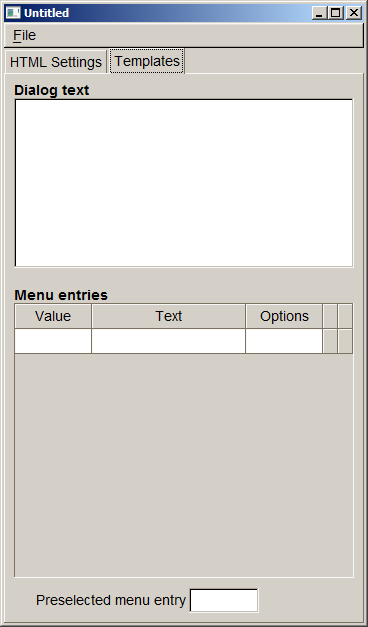 Untitled
File
HTML Settings Templates
Dialog text
Menu entries
Value Text Options
Preselected menu entry